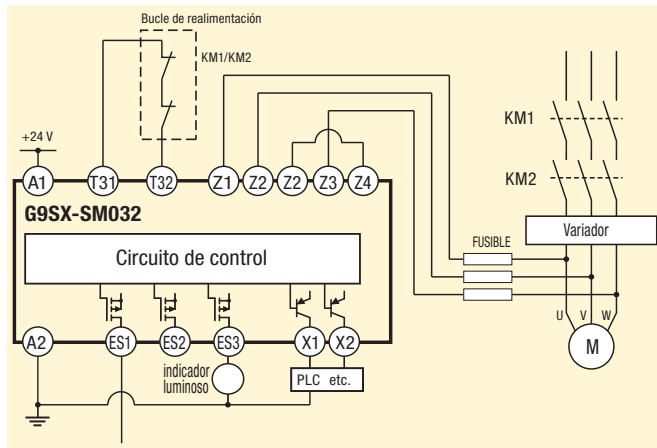 Bucle de realimentación
KM1/KM2
+24 V
A1
T31
T32
Z1
Z2
Z2
Z3
Z4
G9SX-SM032
Circuito de control
A2
ES1
ES2
ES3
X1
X2
indicador
luminoso
PLC etc.
KM1
KM2
Variador
FUSIBLE
U
V
W
M